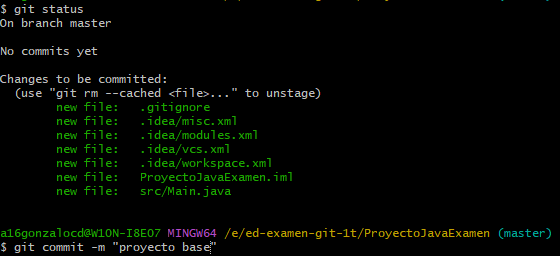 $ git status
On branch master
No commits yet
Changes to be committed:
  (use "git rm --cached <file>..." to unstage)
        new file:   .gitignore
        new file:   .idea/misc.xml
        new file:   .idea/modules.xml
        new file:   .idea/vcs.xml
        new file:   .idea/workspace.xml
        new file:   ProyectoJavaExamen.iml
        new file:   src/Main.java
a16gonzalocd@W10N-I8E07 MINGW64 /e/ed-examen-git-1t/ProyectoJavaExamen (master)
$ git commit -m "proyecto base"